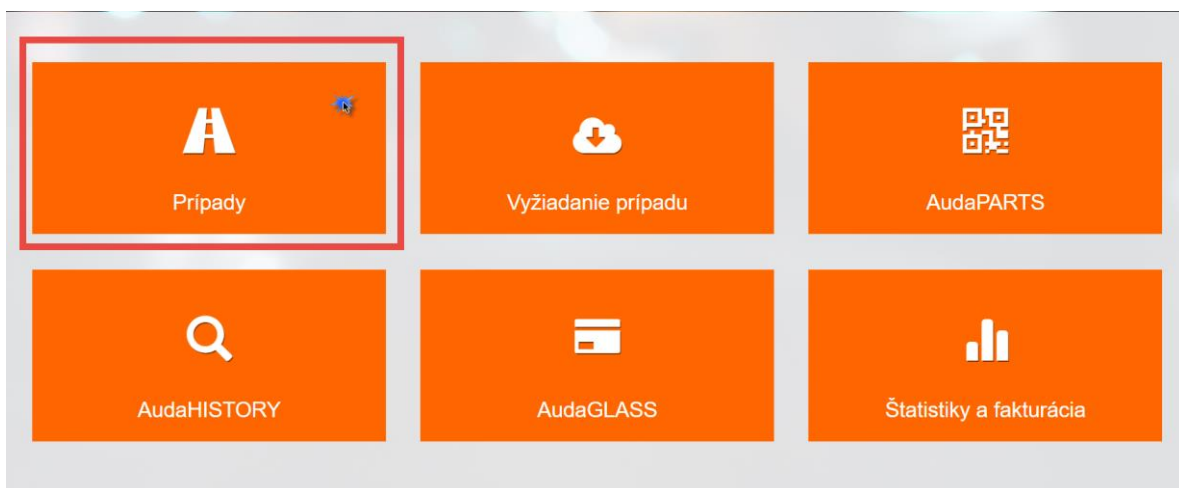 Prípady
Vyžiadanie prípadu
AudaPARTS
AudaHISTORY
AudaGLASS
Štatistiky a fakturácia